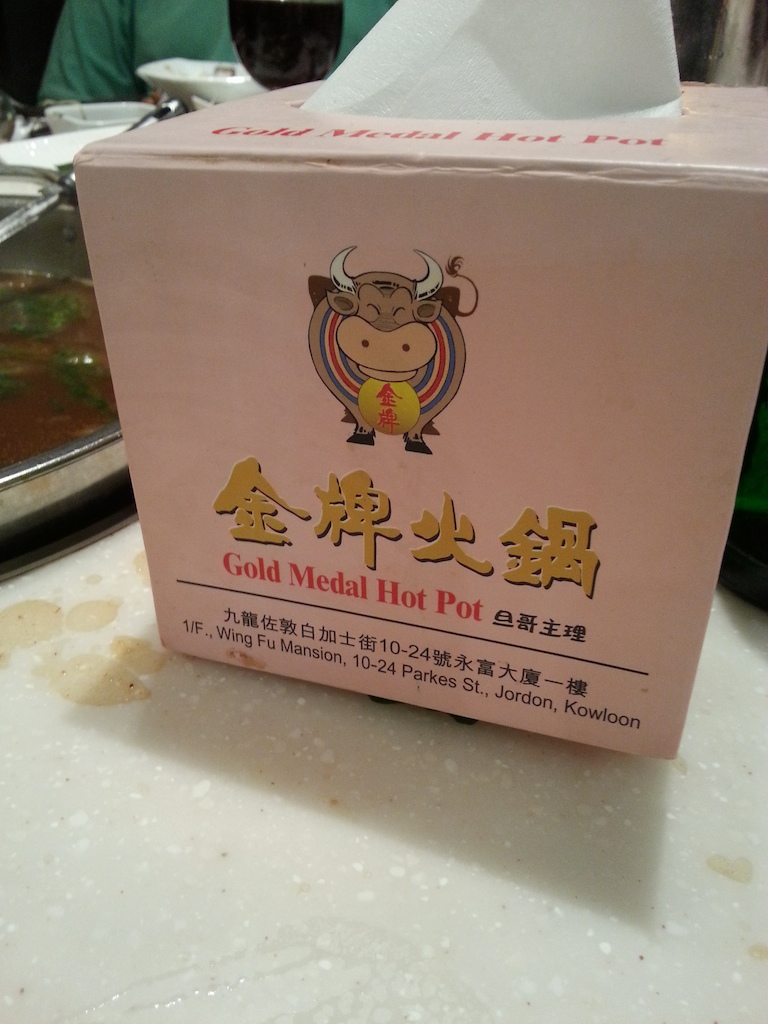 Gold Medal Hot Pot
金牌
金牌火鍋
Gold Medal Hot Pot 旦哥主理
九龍佐敦白加士街10-24號永富大廈一樓
1/F., Wing Fu Mansion, 10-24 Parkes St., Jordon, Kowloon